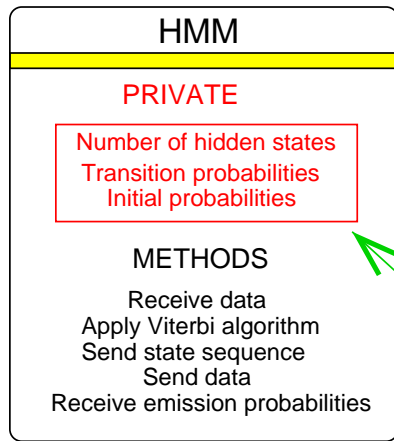 HMM
PRIVATE
Number of hidden states
Transition probabilities
Initial probabilities
METHODS
Receive data
Apply Viterbi algorithm
Send state sequence
Send data
Receive emission probabilities